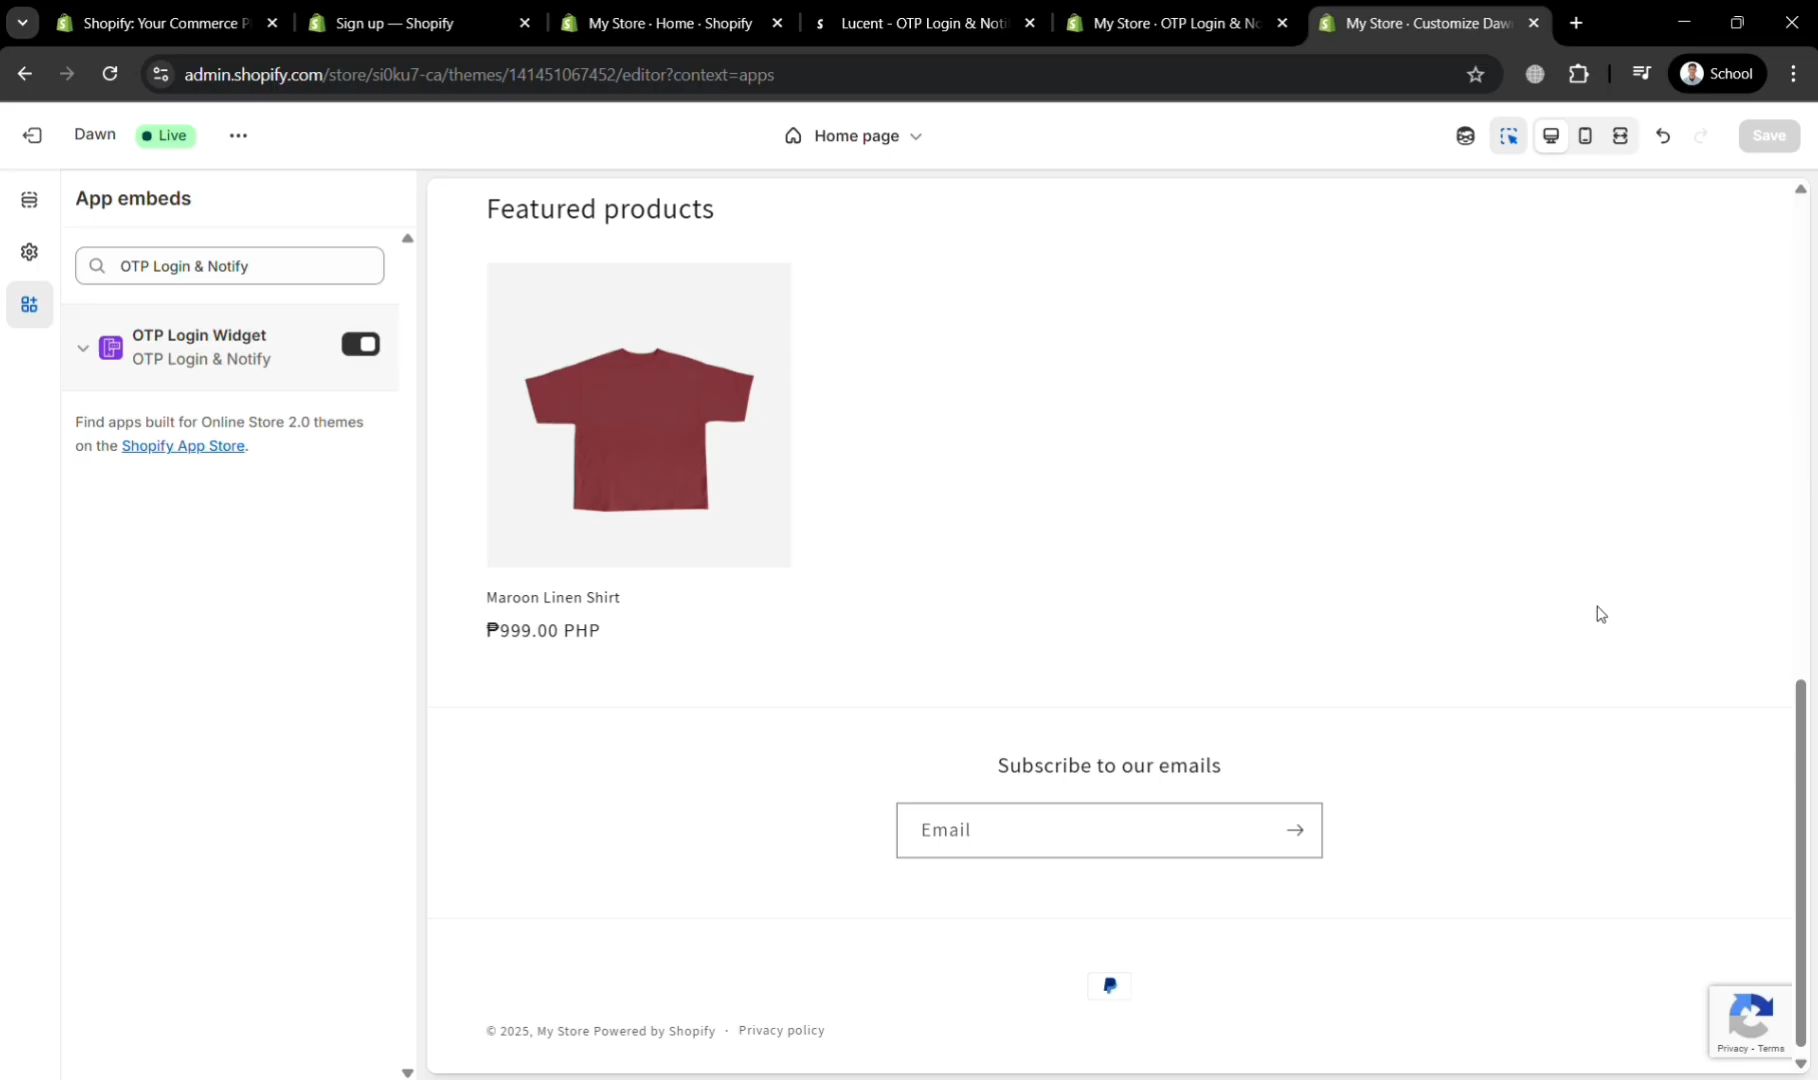 Shopify: Your Commerce P
Sign up — Shopify
My Store · Home · Shopify
Lucent - OTP Login & Noti
My Store · OTP Login & No
My Store · Customize Daw
admin.shopify.com/store/si0ku7-ca/themes/141451067452/editor?context=apps
School
Dawn
Live
Home page
Save
App embeds
OTP Login & Notify
OTP Login Widget
OTP Login & Notify
Find apps built for Online Store 2.0 themes
on the Shopify App Store.
Featured products
Maroon Linen Shirt
₱999.00 PHP
Subscribe to our emails
Email
© 2025, My Store Powered by Shopify · Privacy policy
Privacy - Terms